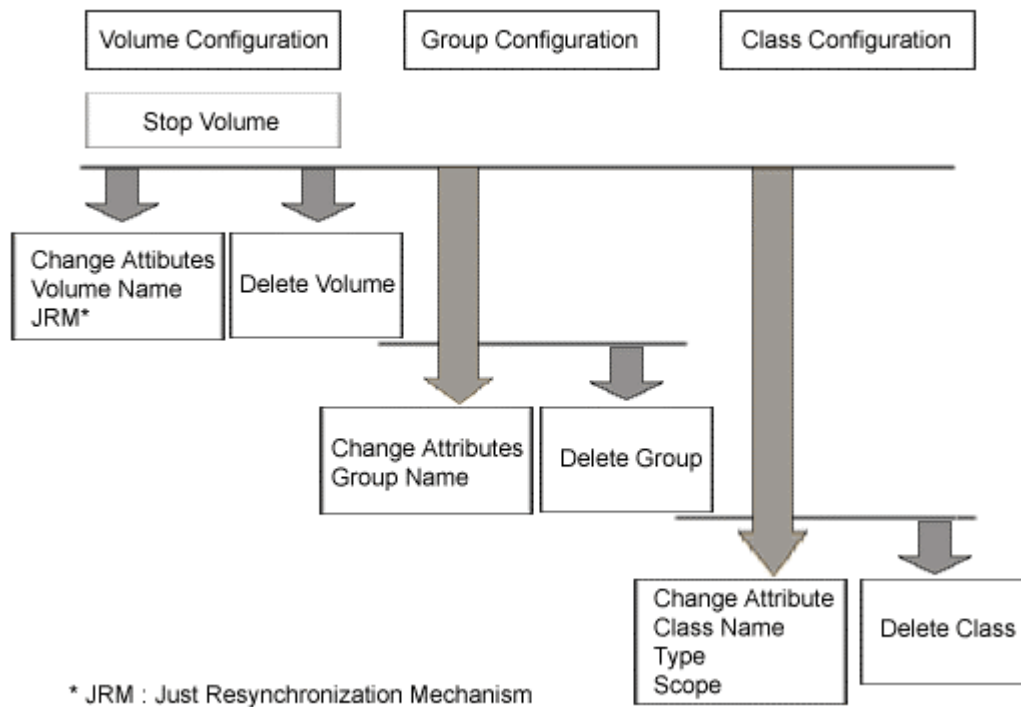 Volume Configuration
Group Configuration
Class Configuration
Stop Volume
Change Attibutes
Volume Name
JRM*
Delete Volume
Change Attributes
Group Name
Delete Group
Change Attribute
Class Name
Type
Scope
Delete Class
* JRM : Just Resynchronization Mechanism